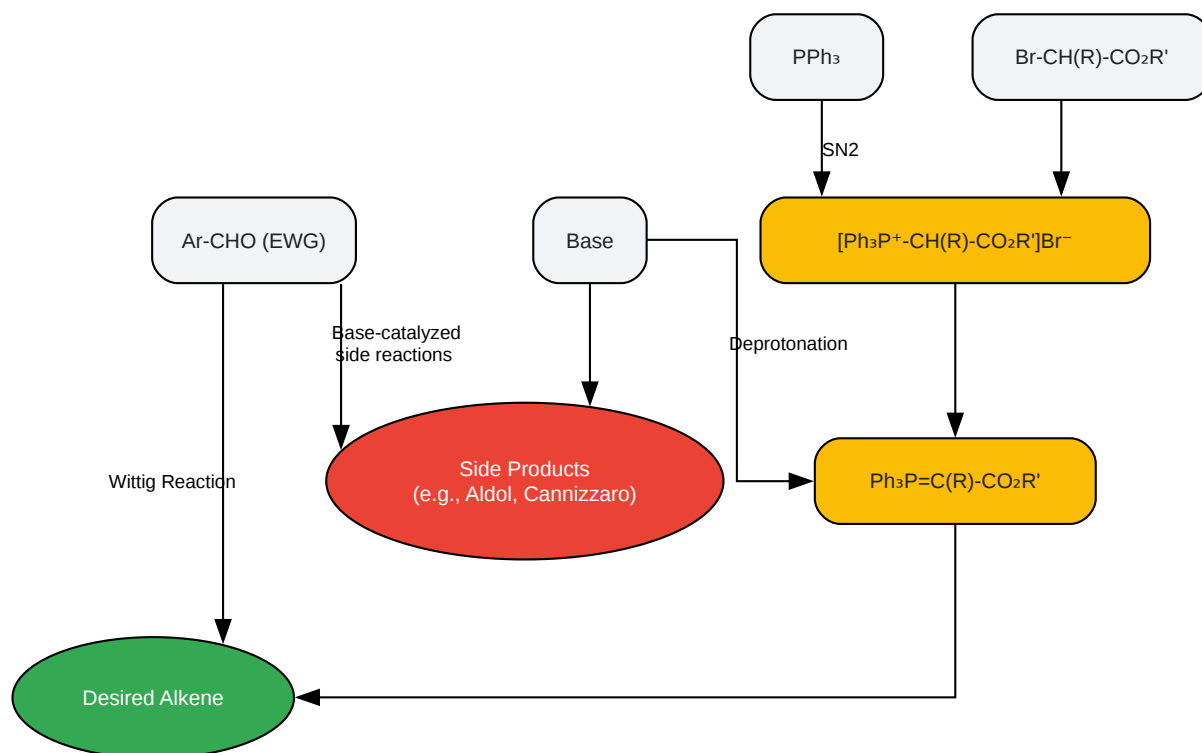 PPh₃
Br-CH(R)-CO₂R'
SN2
Ar-CHO (EWG)
Base
[Ph₃P⁺-CH(R)-CO₂R']Br⁻
Base-catalyzed
side reactions
Deprotonation
Wittig Reaction
Side Products
(e.g., Aldol, Cannizzaro)
Ph₃P=C(R)-CO₂R'
Desired Alkene